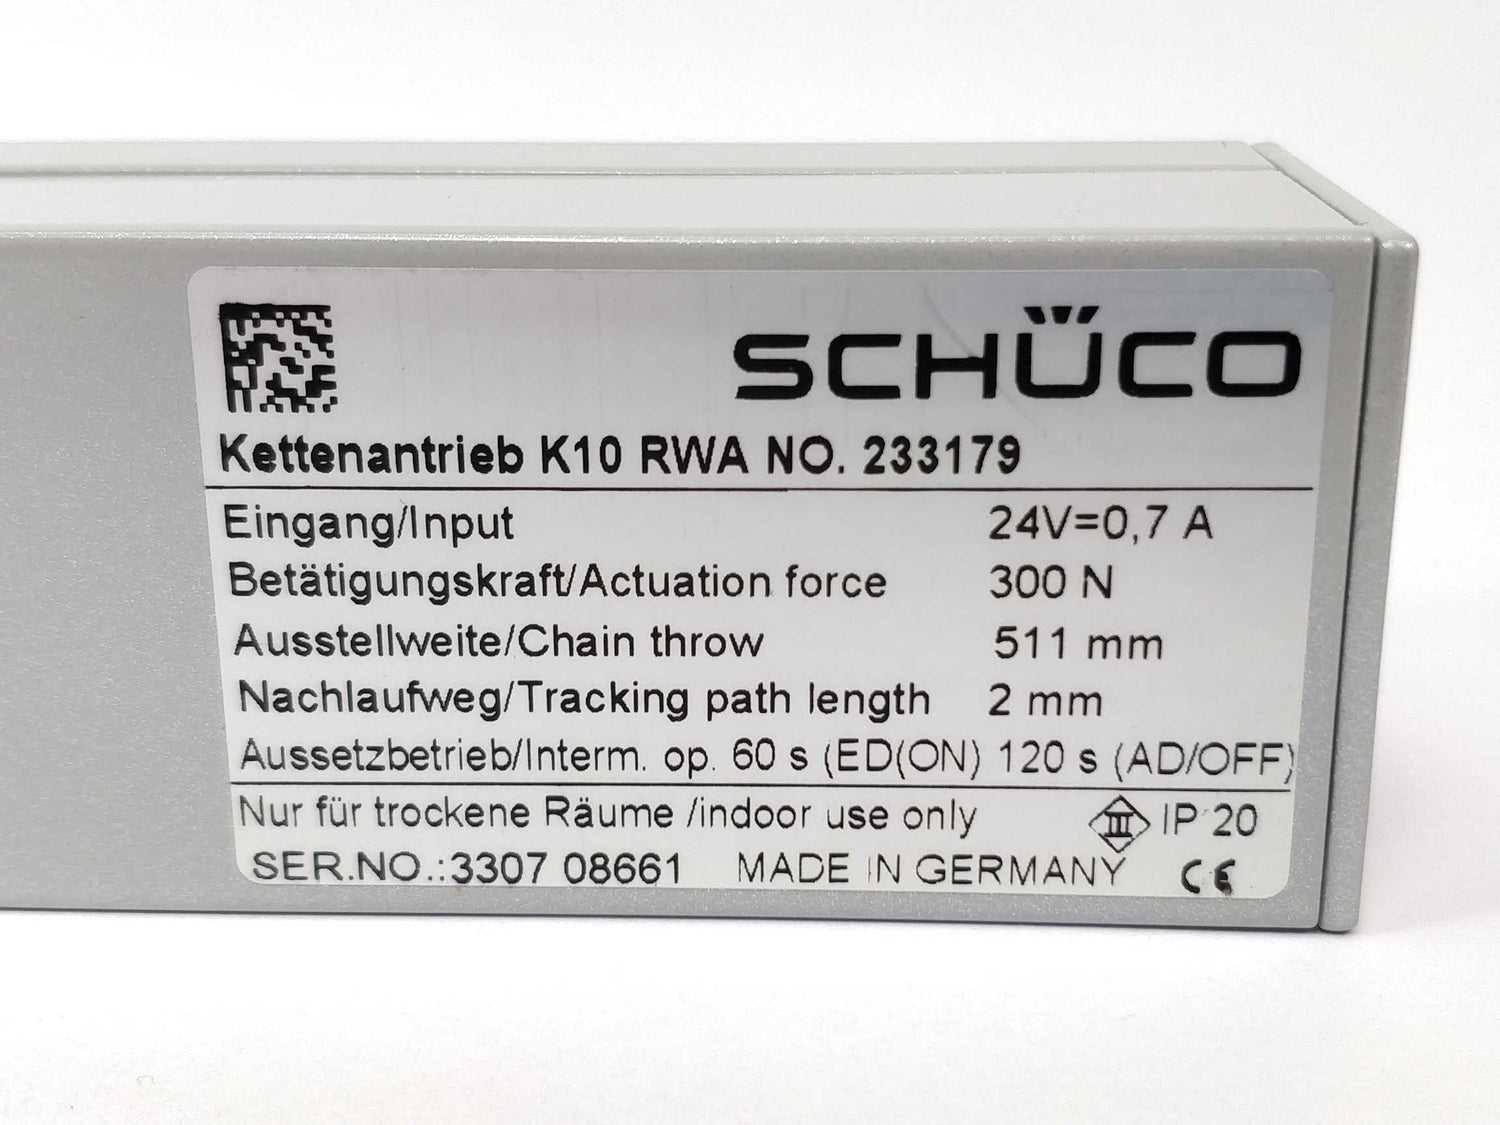 SCHÜCO
Kettenantrieb K10 RWA NO. 233179
Eingang/Input 24V=0,7 A
Betätigungskraft/Actuation force 300 N
Ausstellweite/Chain throw 511 mm
Nachlaufweg/Tracking path length 2 mm
Aussetzbetrieb/Interm. op. 60 s (ED(ON) 120 s (AD/OFF)
Nur für trockene Räume /indoor use only III IP 20
SER.NO.:3307 08661 MADE IN GERMANY CE